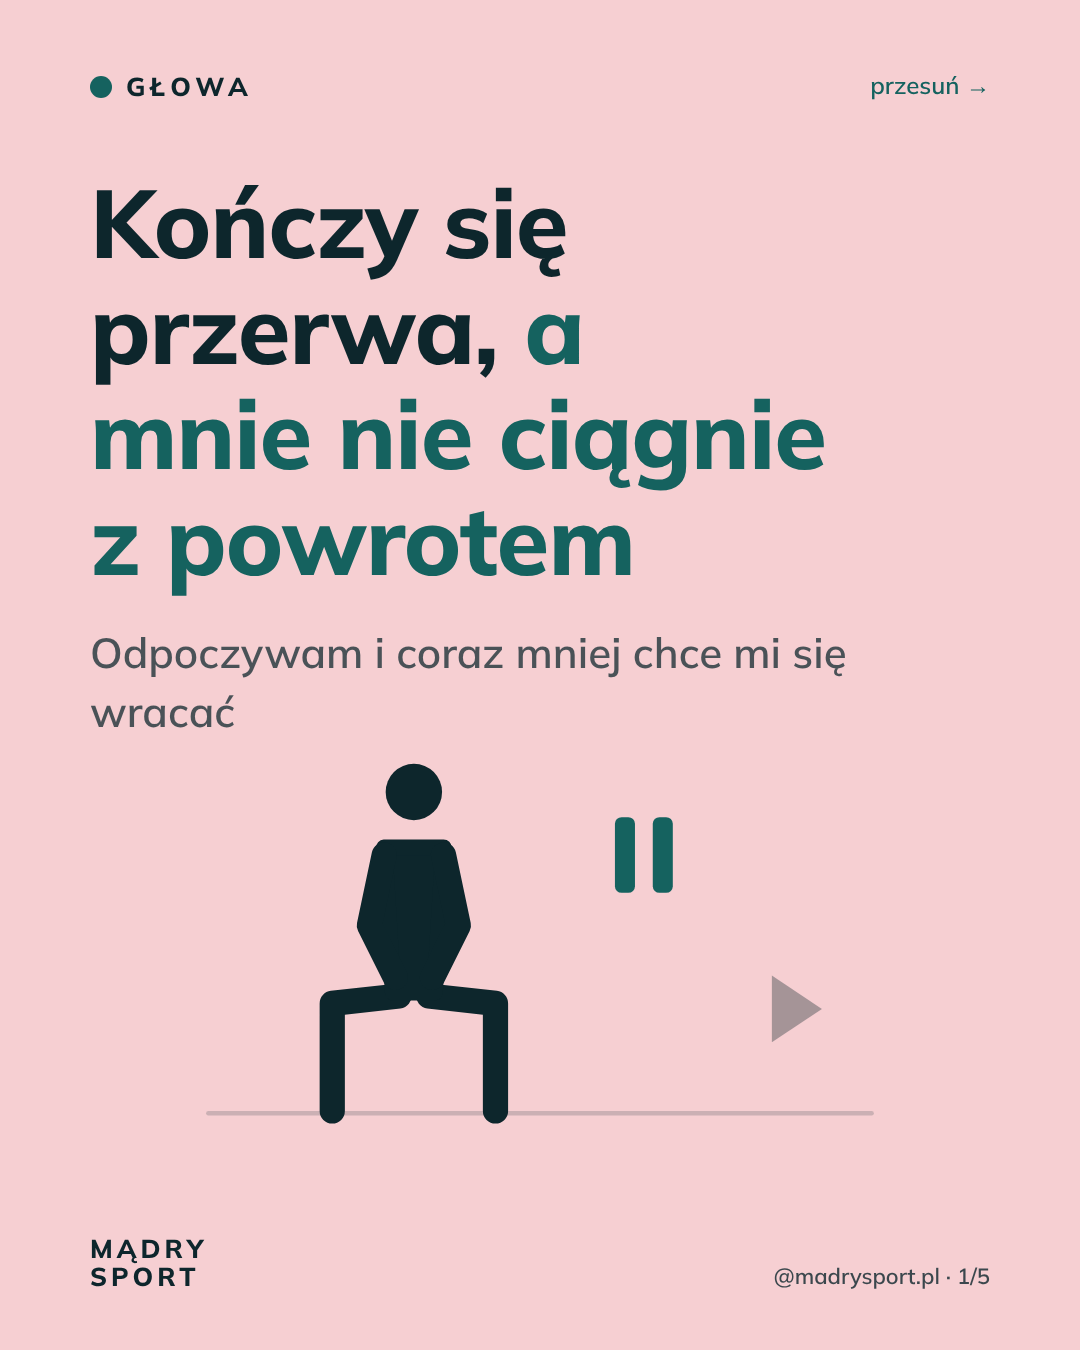 GŁOWA
przesuń →
Kończy się
przerwa, a
mnie nie ciągnie
z powrotem
Odpoczywam i coraz mniej chce mi się
wracać
MĄDRY
SPORT
@madrysport.pl · 1/5